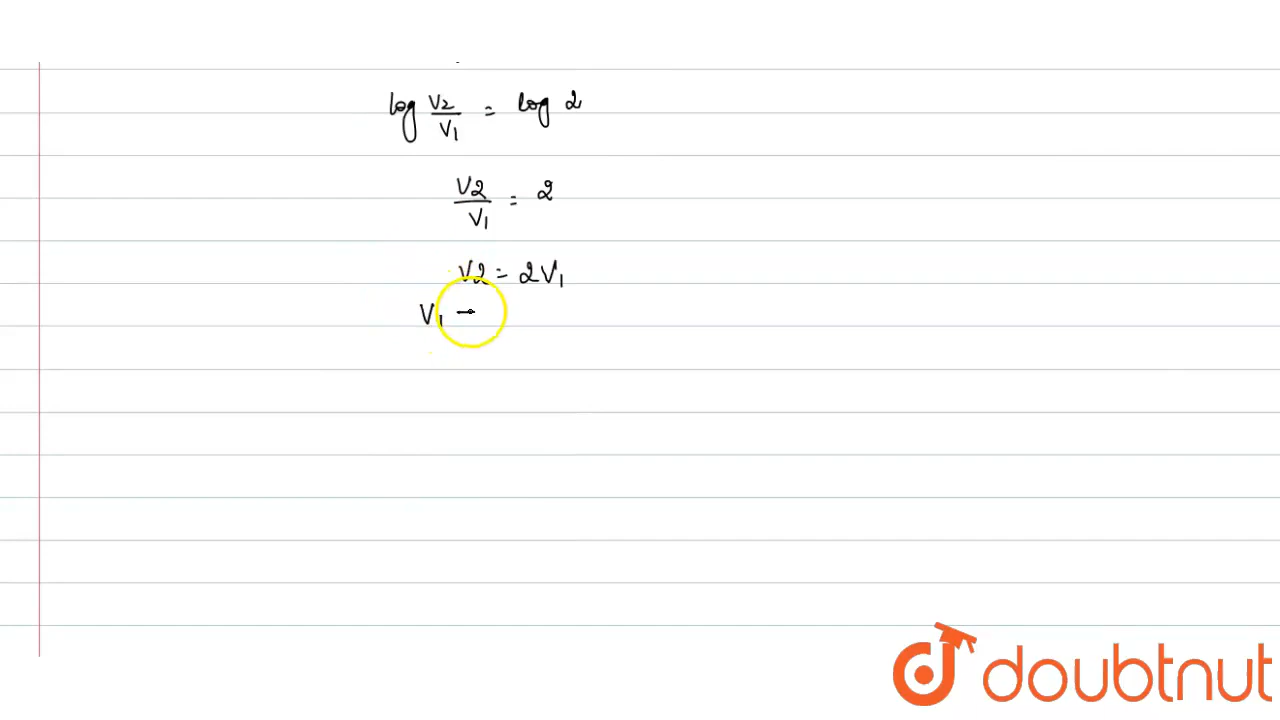 log V2/V1 = log 2
V2/V1 = 2
V2 = 2V1
V1 -
doubtnut